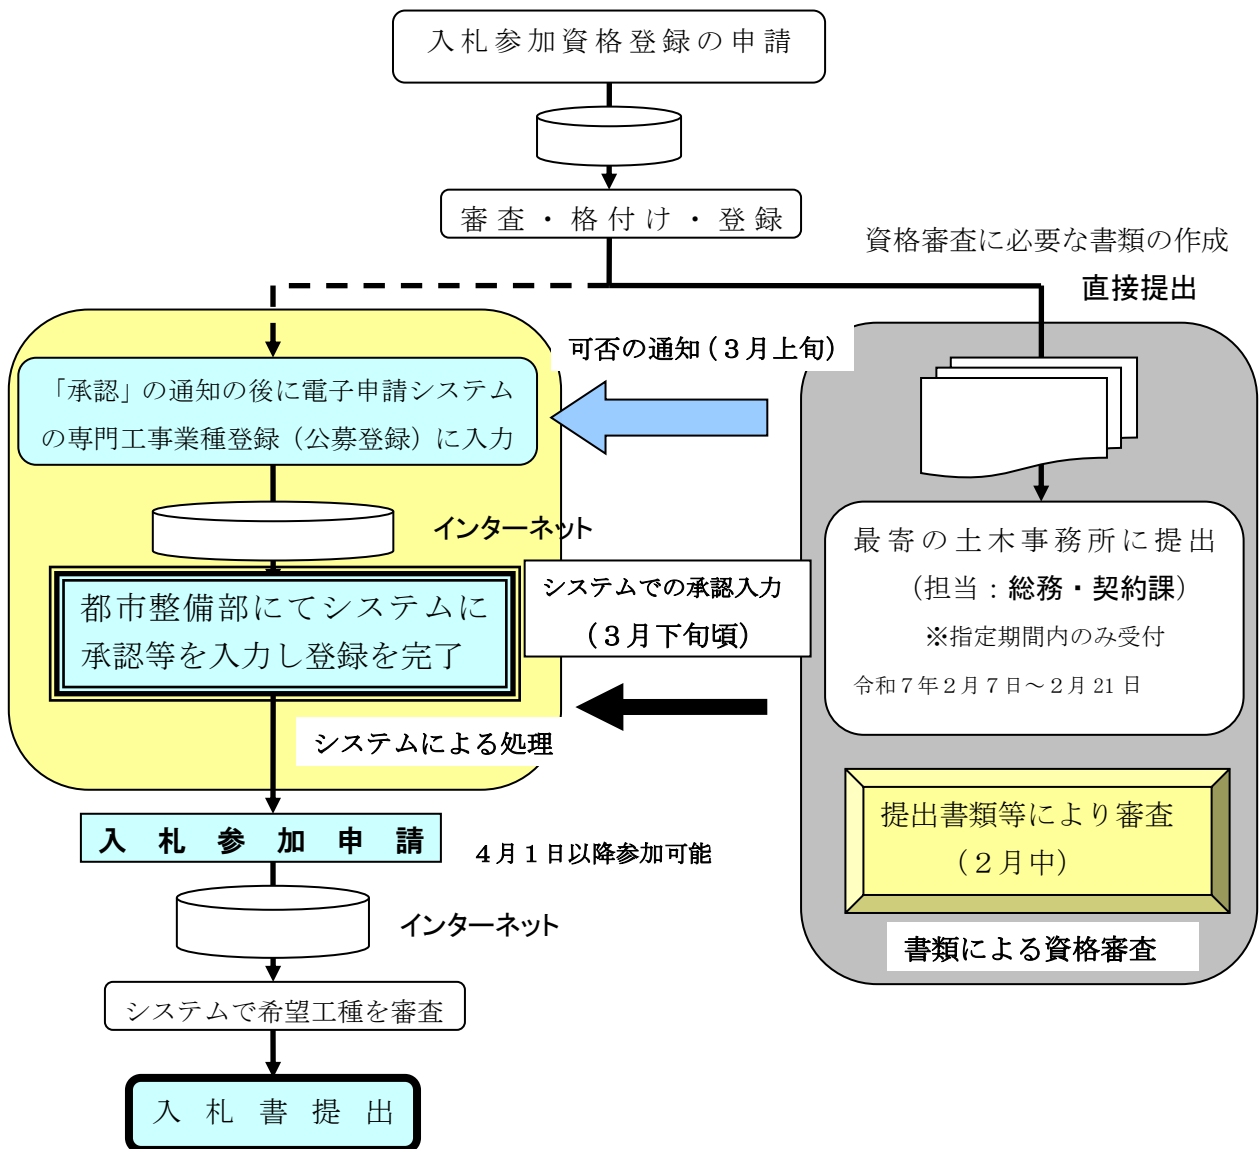 入札参加資格登録の申請
審査・格付け・登録
資格審査に必要な書類の作成
直接提出
可否の通知(３月上旬)
「承認」の通知の後に電子申請システム
の専門工事業種登録（公募登録）に入力
インターネット
最寄の土木事務所に提出
（担当：総務・契約課）
※指定期間内のみ受付
令和７年２月７日～２月21日
システムでの承認入力
（３月下旬頃）
都市整備部にてシステムに
承認等を入力し登録を完了
システムによる処理
提出書類等により審査
（２月中）
書類による資格審査
入札参加申請
４月１日以降参加可能
インターネット
システムで希望工種を審査
入札書提出